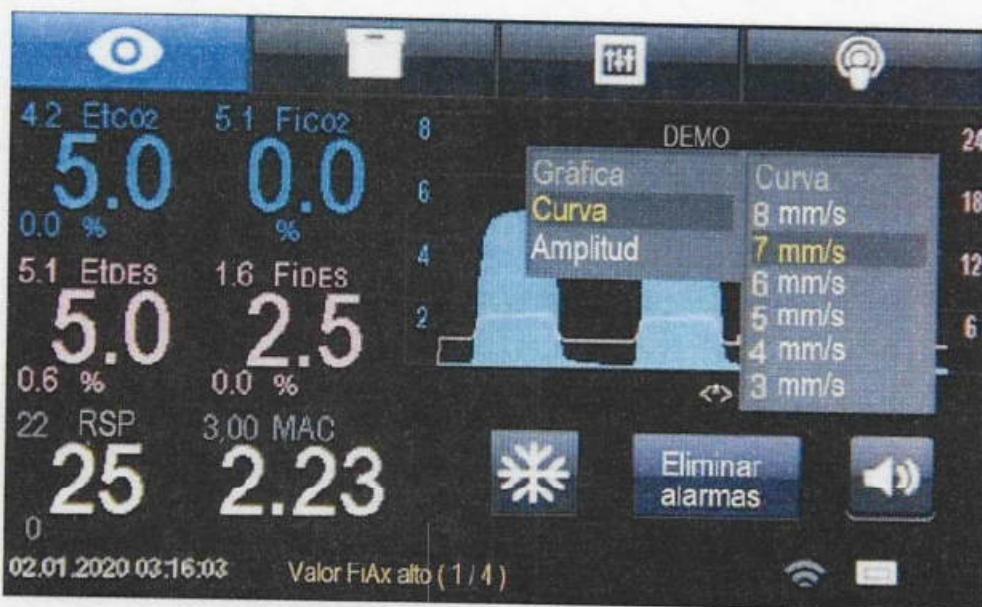 4.2 EtCO2
5.0
0.0 %
5.1 FiCO2
0.0
%
5.1 EtDES
5.0
0.6 %
1.6 FiDES
2.5
0.0 %
22 RSP
25
0
3,00 MAC
2.23
DEMO
8
6
4
2
24
18
12
6
Gráfica
Curva
Amplitud
Curva
8 mm/s
7 mm/s
6 mm/s
5 mm/s
4 mm/s
3 mm/s
Eliminar
alarmas
02.01.2020 03:16:03
Valor FiAx alto ( 1 / 4 )